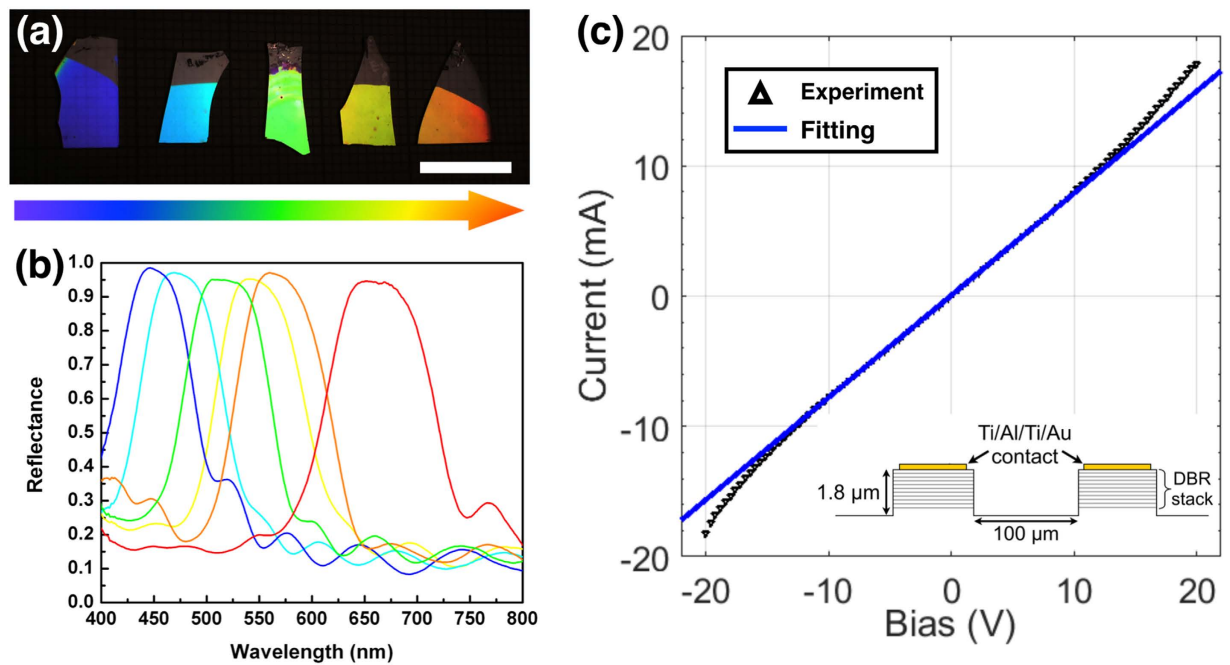 (a)
(b)
1.0
0.9
0.8
0.7
0.6
0.5
0.4
0.3
0.2
0.1
0.0
Reflectance
400 450 500 550 600 650 700 750 800
Wavelength (nm)
(c)
20
10
0
-10
-20
Current (mA)
Experiment
Fitting
Ti/Al/Ti/Au
contact
1.8 µm
DBR
stack
100 µm
-20 -10 0 10 20
Bias (V)